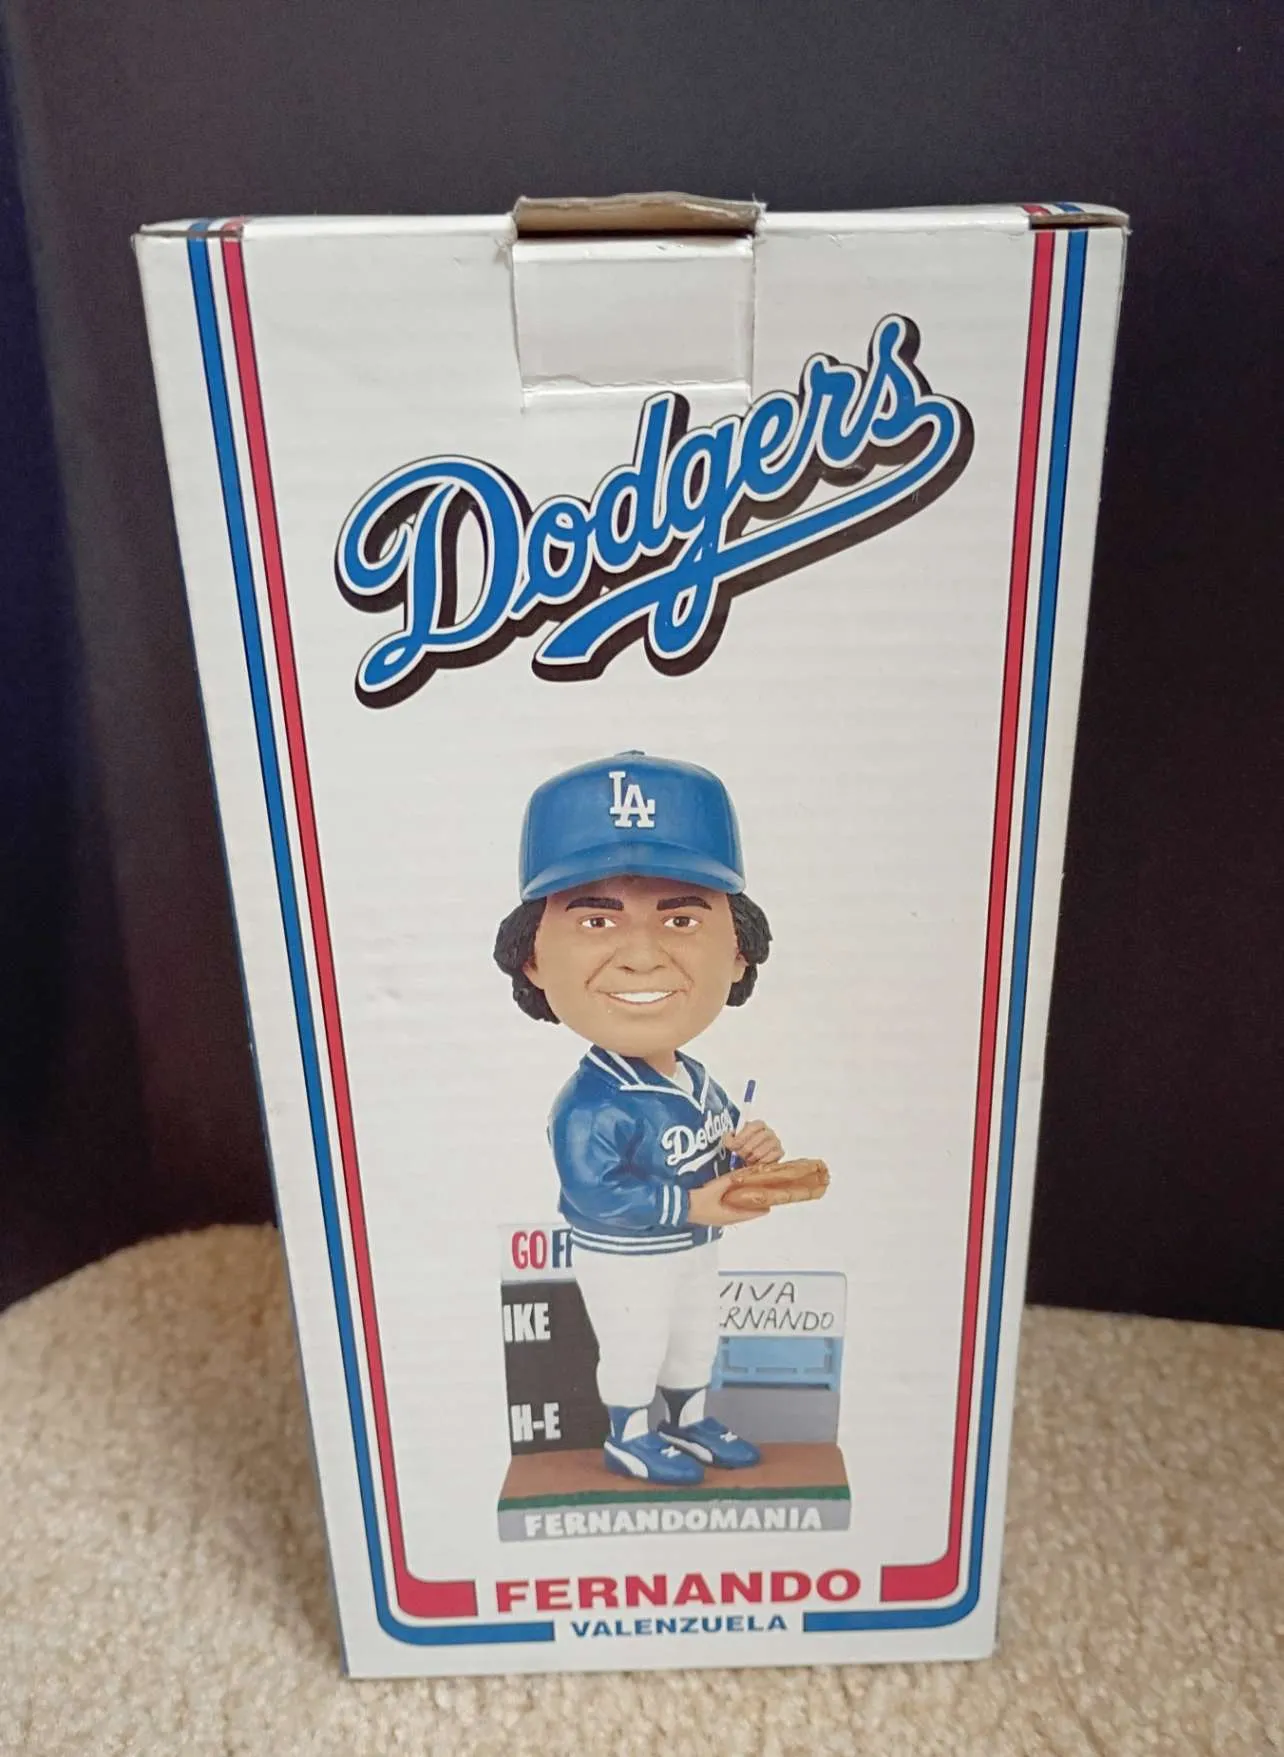 Dodgers
LA
Dodgers
GO
VIVA
IKE
RNANDO
H-E
FERNANDOMANIA
FERNANDO
VALENZUELA